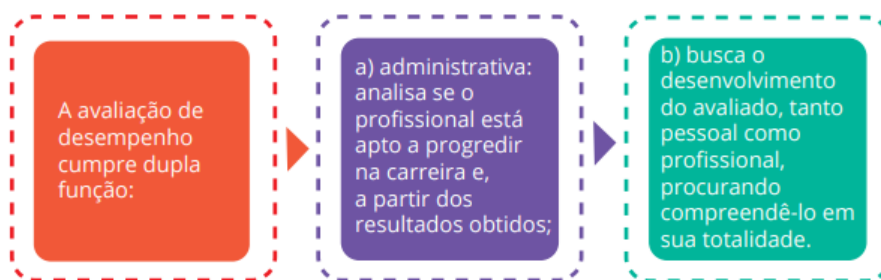 A avaliação de
desempenho
cumpre dupla
função:
a) administrativa:
analisa se o
profissional está
apto a progredir
na carreira e,
a partir dos
resultados obtidos;
b) busca o
desenvolvimento
do avaliado, tanto
pessoal como
profissional,
procurando
compreendê-lo em
sua totalidade.